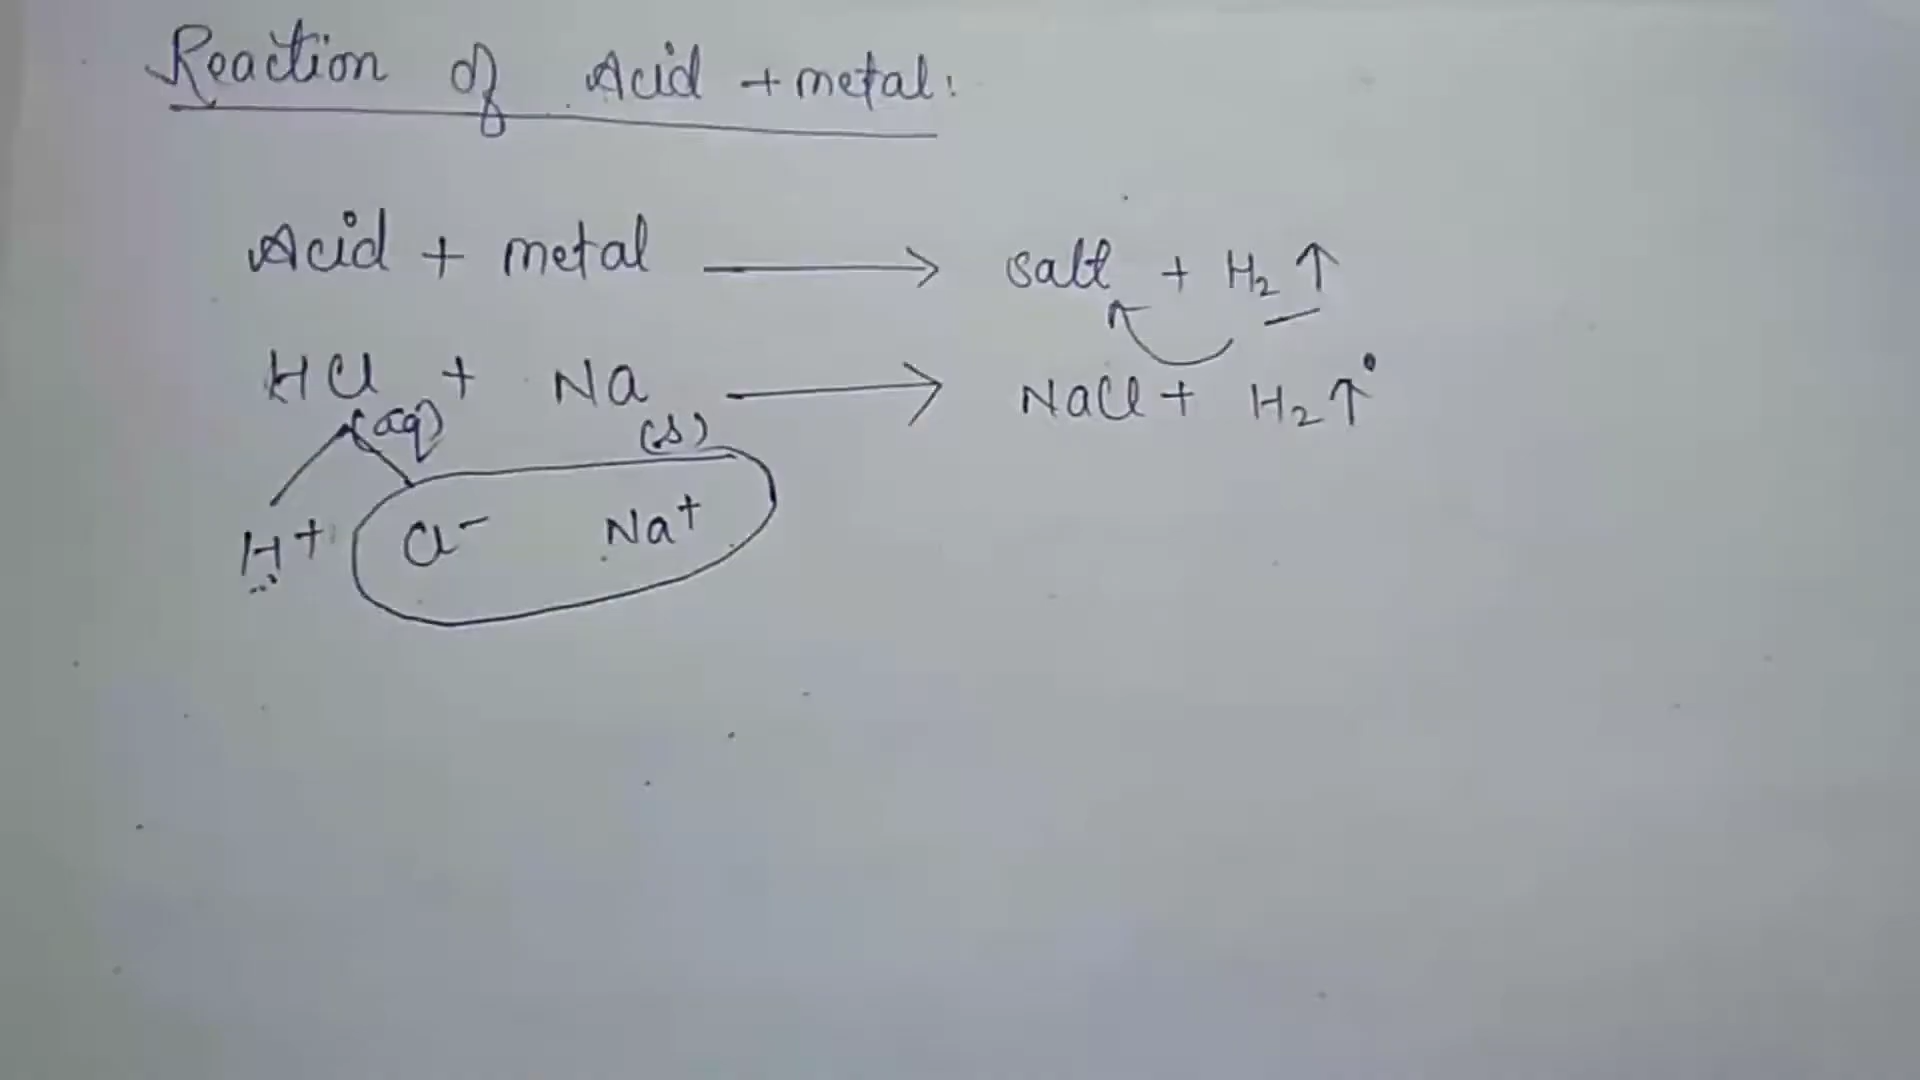 Reaction of Acid + metal:
Acid + metal ⟶ salt + H₂ ↑
HCl (aq) + Na (s) ⟶ NaCl + H₂ ↑
H+ Cl⁻ Na⁺